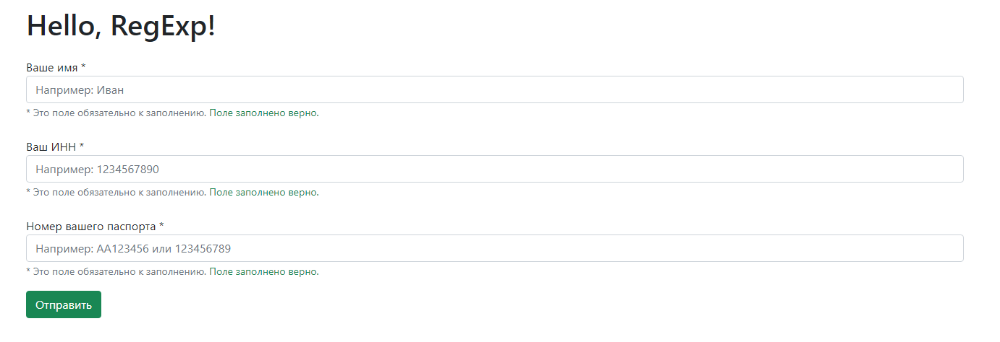 Hello, RegExp!
Ваше имя *
Например: Иван
* Это поле обязательно к заполнению. Поле заполнено верно.
Ваш ИНН *
Например: 1234567890
* Это поле обязательно к заполнению. Поле заполнено верно.
Номер вашего паспорта *
Например: АА123456 или 123456789
* Это поле обязательно к заполнению. Поле заполнено верно.
Отправить